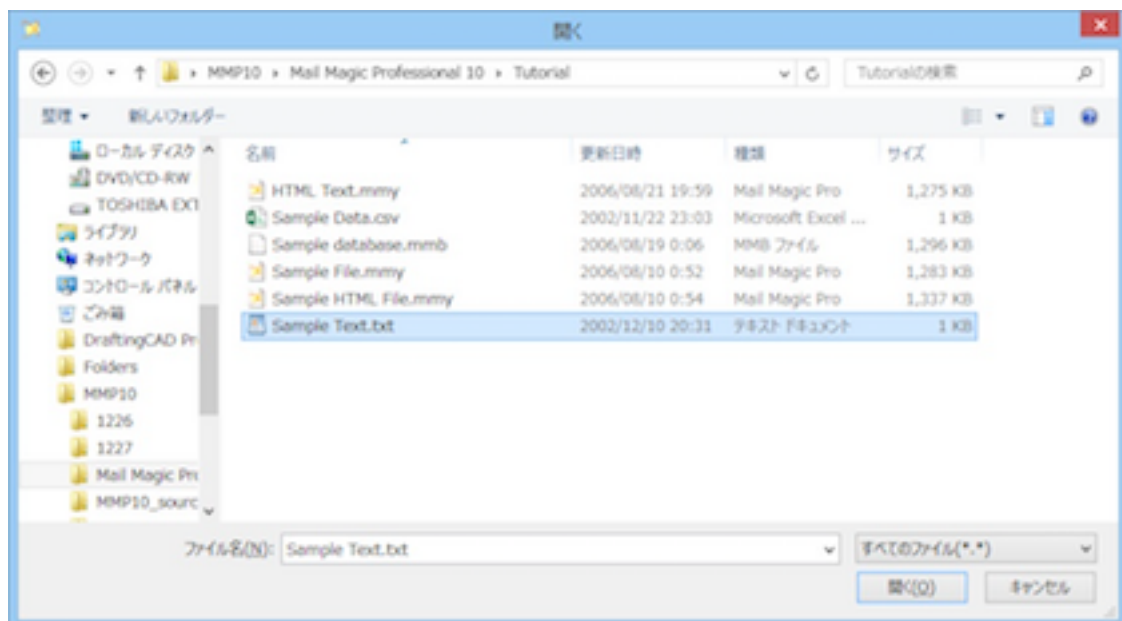 開く
MMP10 ▸ Mail Magic Professional 10 ▸ Tutorial
Tutorialの検索
整理 新しいフォルダー
ローカル ディスク
DVD/CD-RW
TOSHIBA EXT
ライブラリ
ネットワーク
コントロール パネル
ごみ箱
DraftingCAD Pr
Folders
MMP10
1226
1227
Mail Magic Pro
MMP10_sourc
名前 更新日時 種類 サイズ
HTML Text.mmy 2006/08/21 19:59 Mail Magic Pro 1,275 KB
Sample Data.csv 2002/11/22 23:03 Microsoft Excel ... 1 KB
Sample database.mmb 2006/08/19 0:06 MMB ファイル 1,296 KB
Sample File.mmy 2006/08/10 0:52 Mail Magic Pro 1,283 KB
Sample HTML File.mmy 2006/08/10 0:54 Mail Magic Pro 1,337 KB
Sample Text.txt 2002/12/10 20:31 テキスト ドキュメント 1 KB
ファイル名(N): Sample Text.txt すべてのファイル(*.*)
開く(O) キャンセル